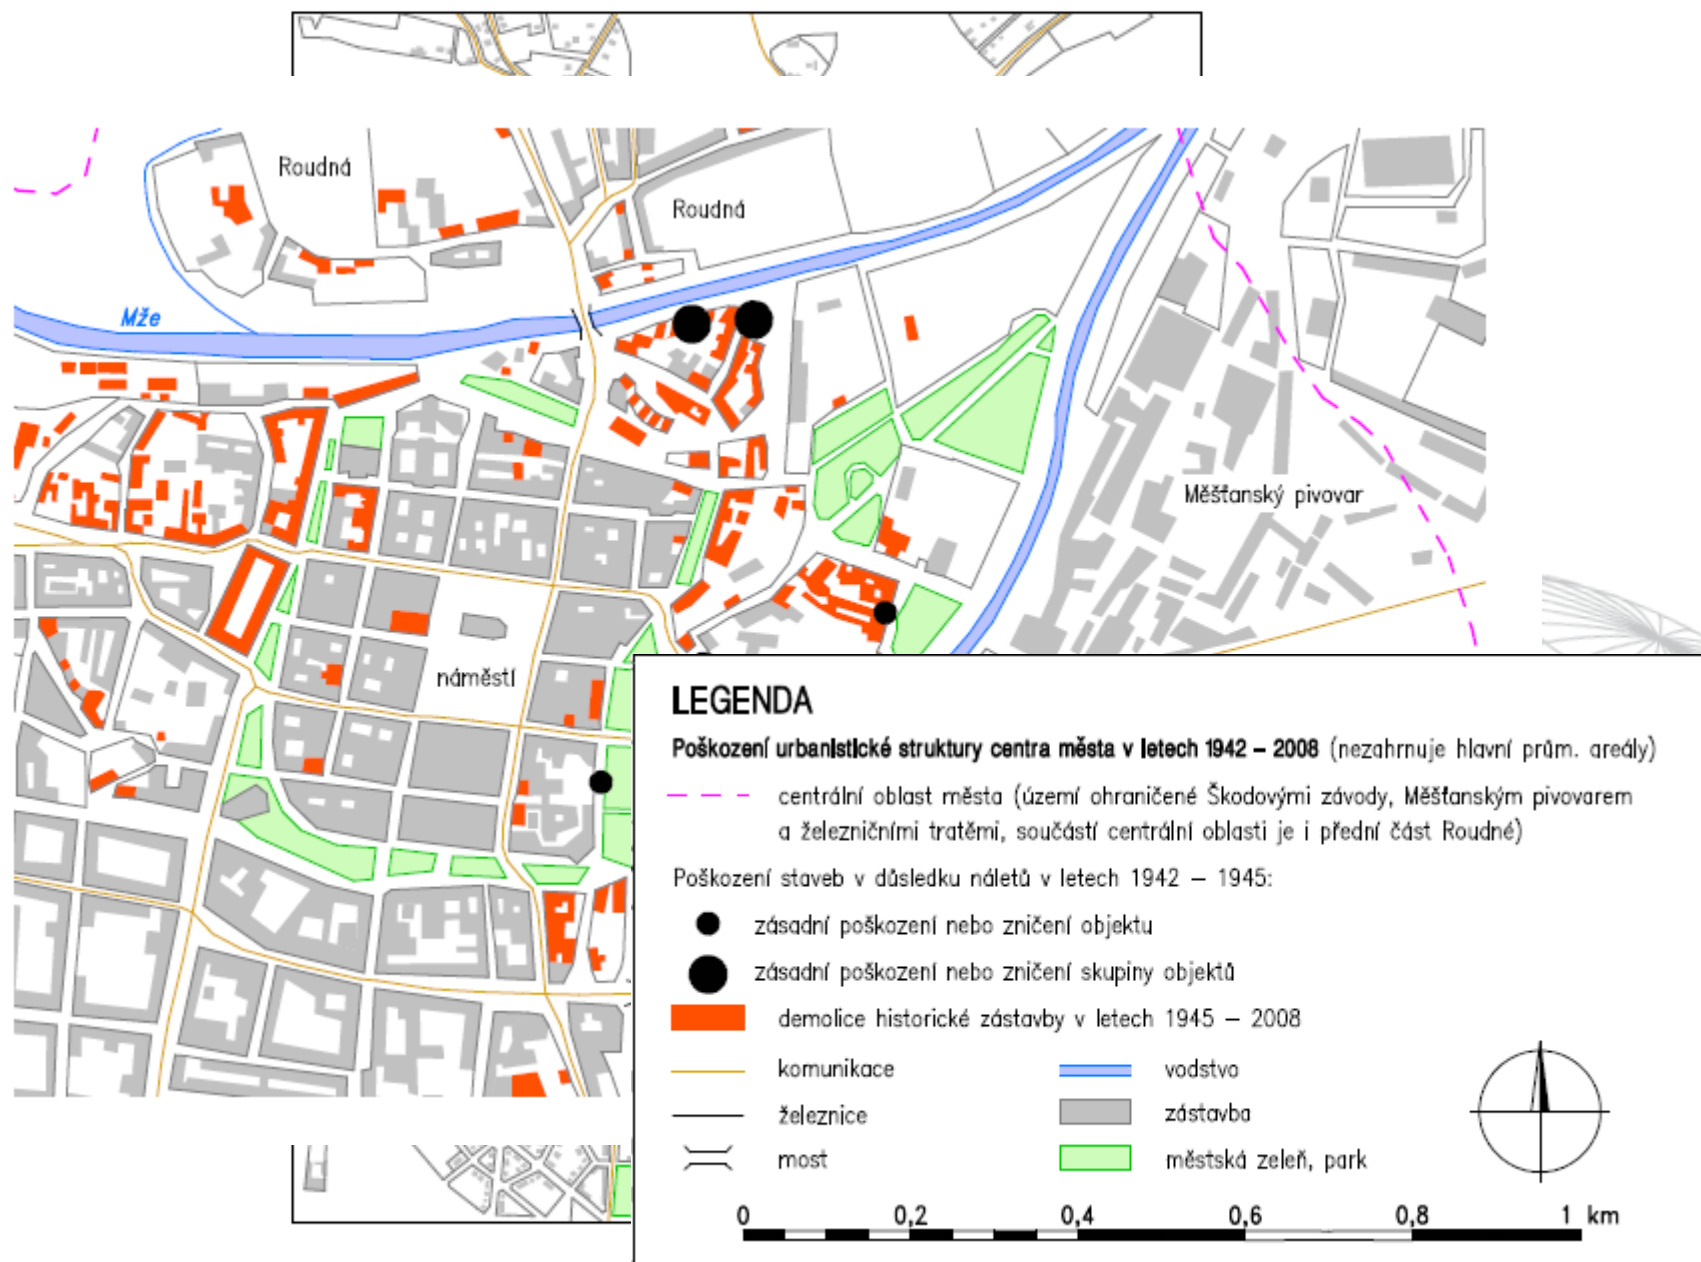 Roudná
Roudná
Mže
Měšťanský pivovar
náměstí
LEGENDA
Poškození urbanistické struktury centra města v letech 1942 – 2008 (nezahrnuje hlavní prům. areály)
centrální oblast města (území ohraničené Škodovými závody, Měšťanským pivovarem
a železničními tratěmi, součástí centrální oblasti je i přední část Roudné)
Poškození staveb v důsledku náletů v letech 1942 – 1945:
zásadní poškození nebo zničení objektu
zásadní poškození nebo zničení skupiny objektů
demolice historické zástavby v letech 1945 – 2008
komunikace
vodstvo
železnice
zástavba
most
městská zeleň, park
0 0,2 0,4 0,6 0,8 1 km